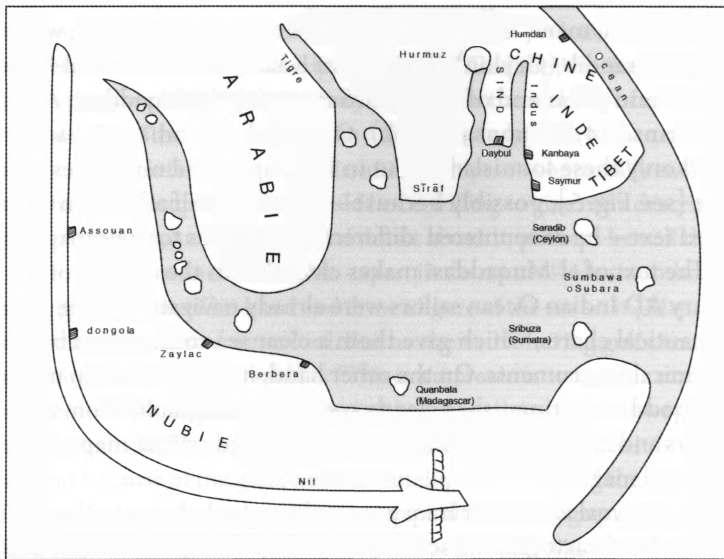 Humdan
Ocean
CHINE
INDE
TIBET
Hurmuz
SIND
Indus
Tigre
ARABIE
Daybul
Kanbaya
Saymur
Sīrāf
Assouan
Saradib
(Ceylon)
Sumbawa
Subara
dongola
Sribuza
(Sumatra)
Zaylac
Berbera
Quanbala
(Madagascar)
NUBIE
Nil